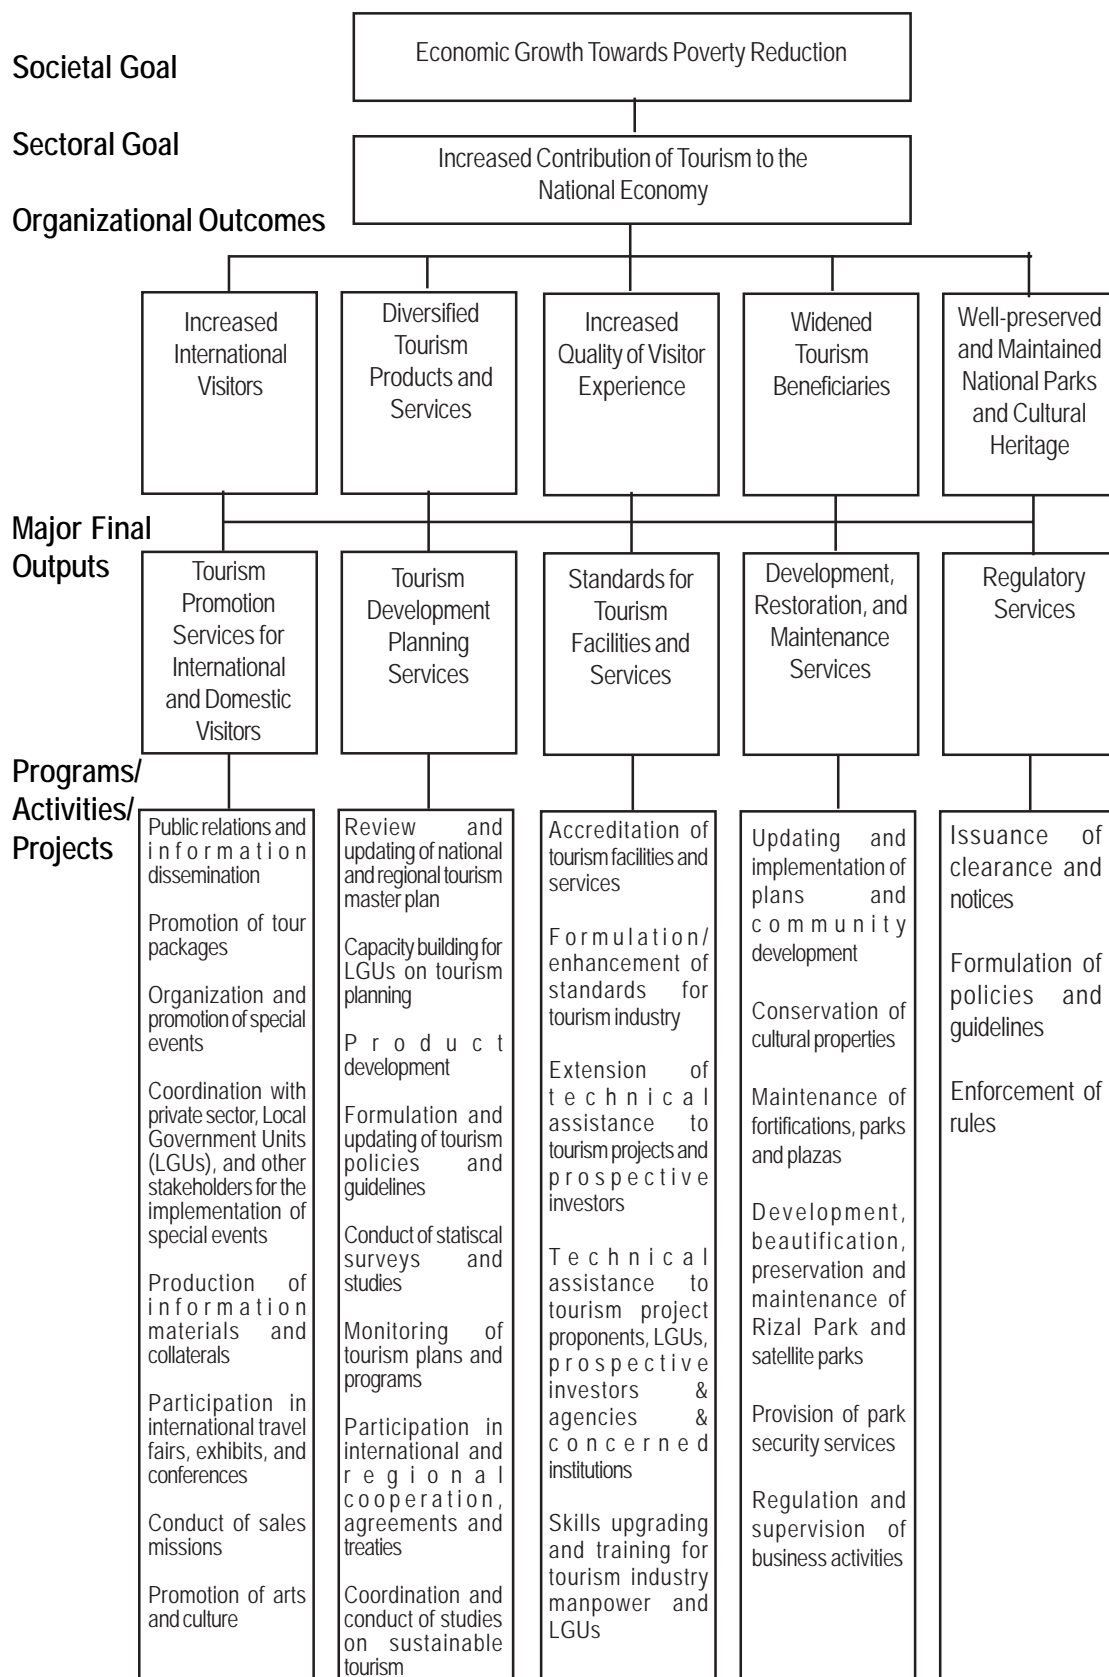 Societal Goal
Economic Growth Towards Poverty Reduction
Sectoral Goal
Increased Contribution of Tourism to the
National Economy
Organizational Outcomes
Increased
International
Visitors
Diversified
Tourism
Products and
Services
Increased
Quality of Visitor
Experience
Widened
Tourism
Beneficiaries
Well-preserved
and Maintained
National Parks
and Cultural
Heritage
Major Final
Outputs
Tourism
Promotion
Services for
International
and Domestic
Visitors
Tourism
Development
Planning
Services
Standards for
Tourism
Facilities and
Services
Development,
Restoration, and
Maintenance
Services
Regulatory
Services
Programs/
Activities/
Projects
Public relations and
information
dissemination
Promotion of tour
packages
Organization and
promotion of special
events
Coordination with
private sector, Local
Government Units
(LGUs), and other
stakeholders for the
implementation of
special events
Production of
information
materials and
collaterals
Participation in
international travel
fairs, exhibits, and
conferences
Conduct of sales
missions
Promotion of arts
and culture
Review and
updating of national
and regional tourism
master plan
Capacity building for
LGUs on tourism
planning
Product
development
Formulation and
updating of tourism
policies and
guidelines
Conduct of statiscal
surveys and
studies
Monitoring of
tourism plans and
programs
Participation in
international and
regional
cooperation,
agreements and
treaties
Coordination and
conduct of studies
on sustainable
tourism
Accreditation of
tourism facilities and
services
Formulation/
enhancement of
standards for
tourism industry
Extension of
technical
assistance to
tourism projects and
prospective
investors
Technical
assistance to
tourism project
proponents, LGUs,
prospective
investors &
agencies &
concerned
institutions
Skills upgrading
and training for
tourism industry
manpower and
LGUs
Updating and
implementation of
plans and
community
development
Conservation of
cultural properties
Maintenance of
fortifications, parks
and plazas
Development,
beautification,
preservation and
maintenance of
Rizal Park and
satellite parks
Provision of park
security services
Regulation and
supervision of
business activities
Issuance of
clearance and
notices
Formulation of
policies and
guidelines
Enforcement of
rules